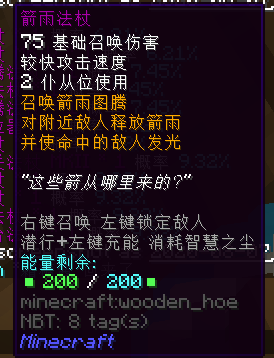 箭雨法杖
75 基础召唤伤害
较快攻击速度
2 仆从位使用
召唤箭雨图腾
对附近敌人释放箭雨
并使命中的敌人发光
"这些箭从哪里来的?"
右键召唤 左键锁定敌人
潜行+左键充能 消耗智慧之尘
能量剩余:
200 / 200
minecraft:wooden_hoe
NBT: 8 tag(s)
Minecraft